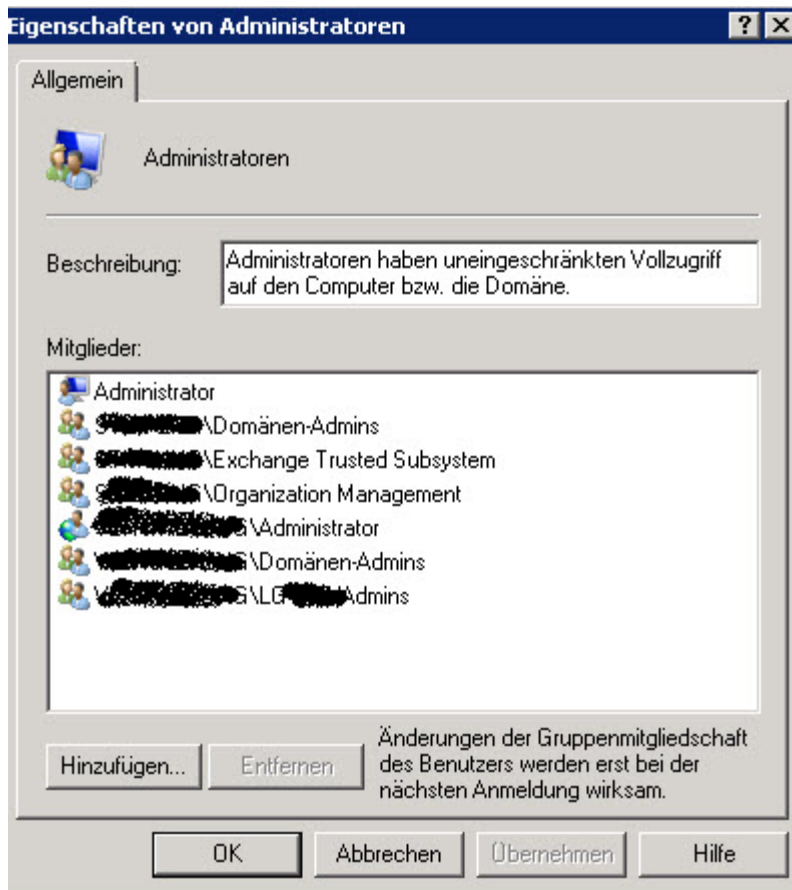 Eigenschaften von Administratoren
Allgemein
Administratoren
Beschreibung:
Administratoren haben uneingeschränkten Vollzugriff
auf den Computer bzw. die Domäne.
Mitglieder:
Administrator
\Domänen-Admins
\Exchange Trusted Subsystem
\Organization Management
\Administrator
\Domänen-Admins
Admins
Hinzufügen...
Entfernen
Änderungen der Gruppenmitgliedschaft
des Benutzers werden erst bei der
nächsten Anmeldung wirksam.
OK
Abbrechen
Übernehmen
Hilfe